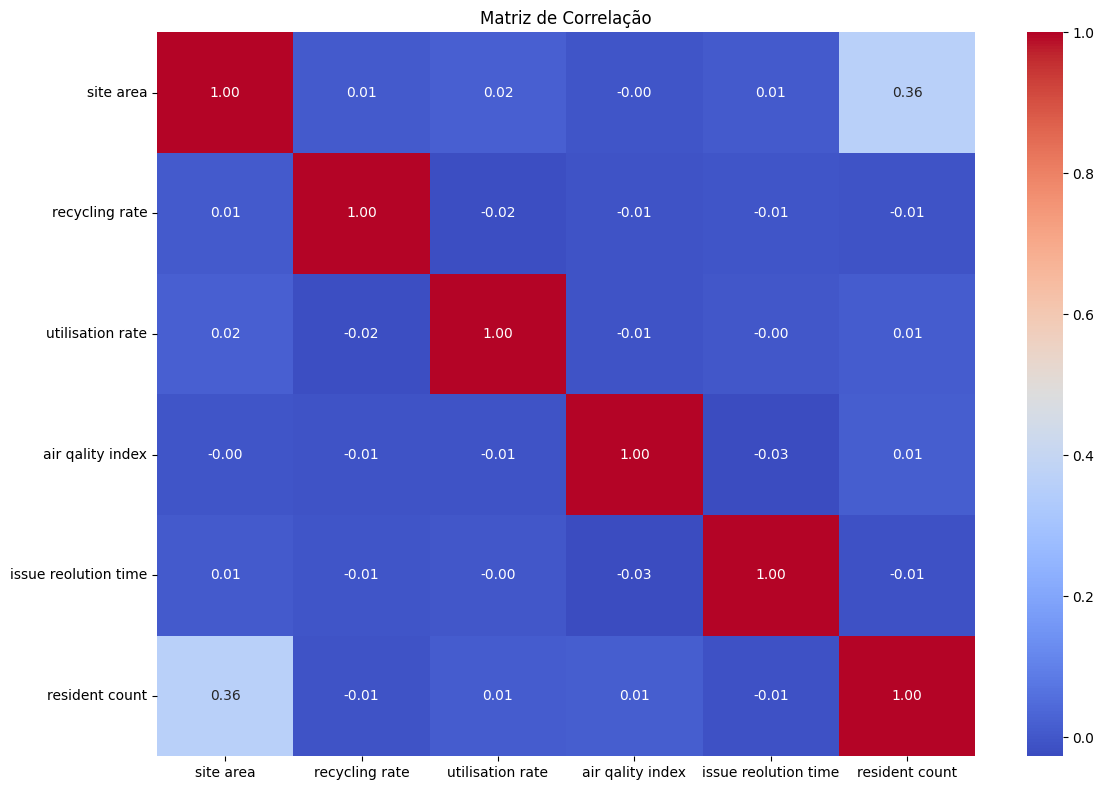 Matriz de Correlação
site area 1.00 0.01 0.02 -0.00 0.01 0.36
recycling rate 0.01 1.00 -0.02 -0.01 -0.01 -0.01
utilisation rate 0.02 -0.02 1.00 -0.01 -0.00 0.01
air qality index -0.00 -0.01 -0.01 1.00 -0.03 0.01
issue reolution time 0.01 -0.01 -0.00 -0.03 1.00 -0.01
resident count 0.36 -0.01 0.01 0.01 -0.01 1.00
site area recycling rate utilisation rate air qality index issue reolution time resident count
1.0
0.8
0.6
0.4
0.2
0.0